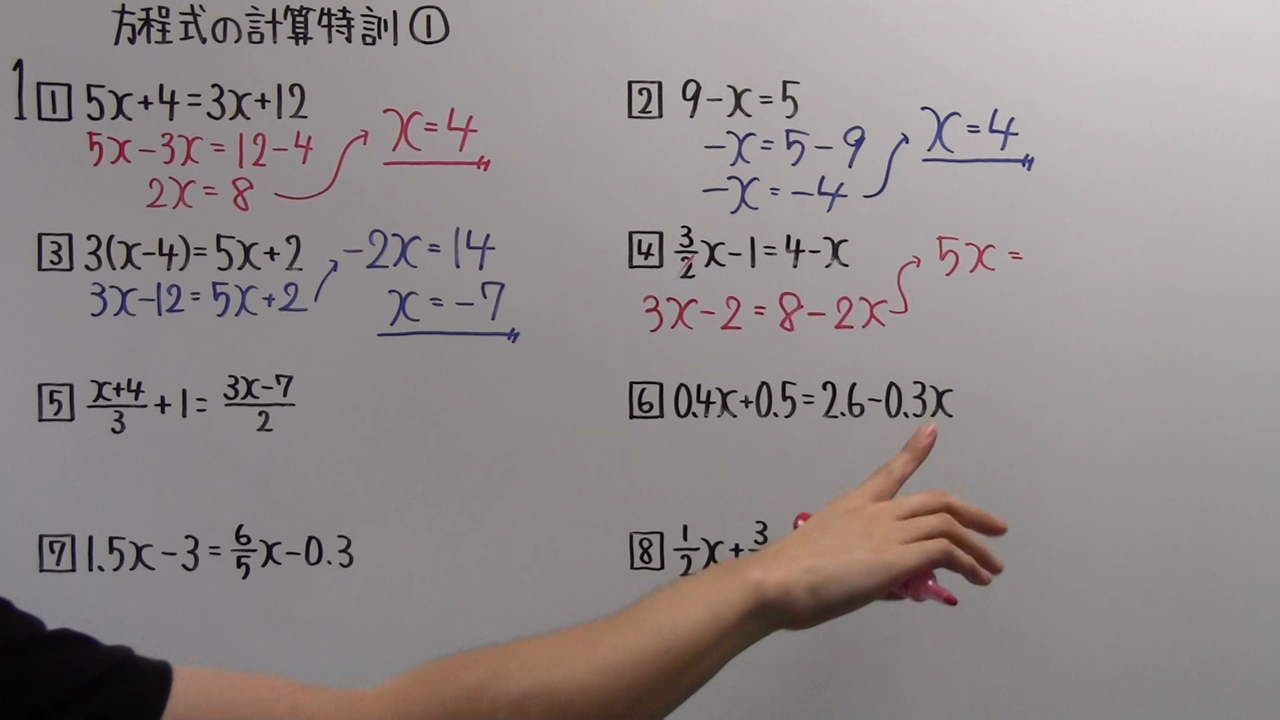 方程式の計算特訓①
1
1 5x+4=3x+12
5x-3x=12-4
2x=8
x=4
2 9-x=5
-x=5-9
-x=-4
x=4
3 3(x-4)=5x+2
3x-12=5x+2
-2x=14
x=-7
4 3/2x-1=4-x
3x-2=8-2x
5x=
5 x+4/3+1=3x-7/2
6 0.4x+0.5=2.6-0.3x
7 1.5x-3=6/5x-0.3
8 1/2x+3